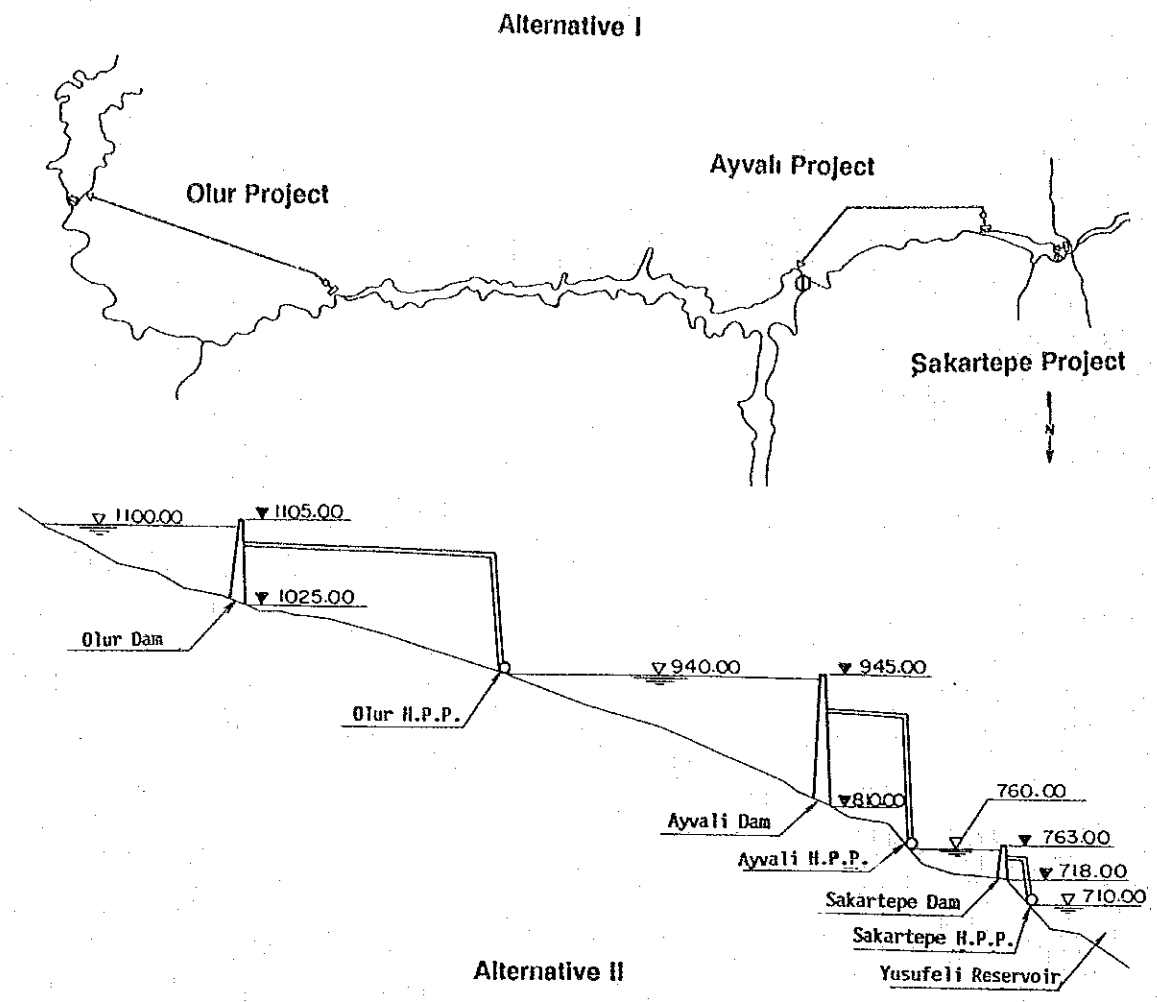 Alternative I
Olur Project
Ayvalı Project
Şakartepe Project
N
1100.00
1105.00
1025.00
Olur Dam
940.00
945.00
Olur H.P.P.
810.00
760.00
Ayvali Dam
763.00
Ayvali H.P.P.
718.00
Sakartepe Dam
710.00
Sakartepe H.P.P.
Yusufeli Reservoir
Alternative II